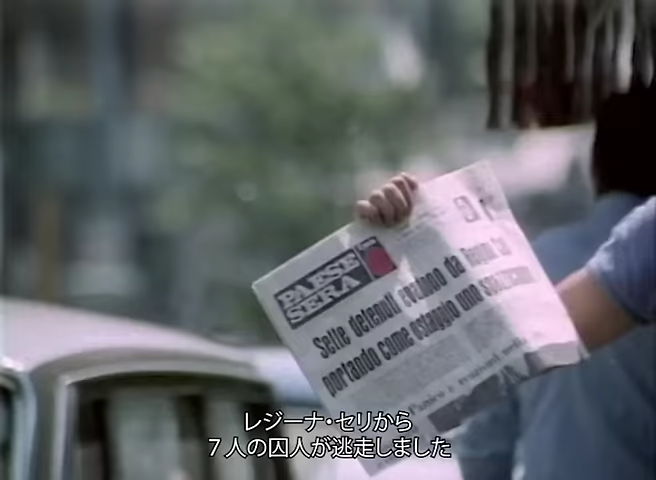 PAESE
SERA
Sette detenuti evadono da
portando come ostaggio uno
レジーナ・セリから
７人の囚人が逃走しました